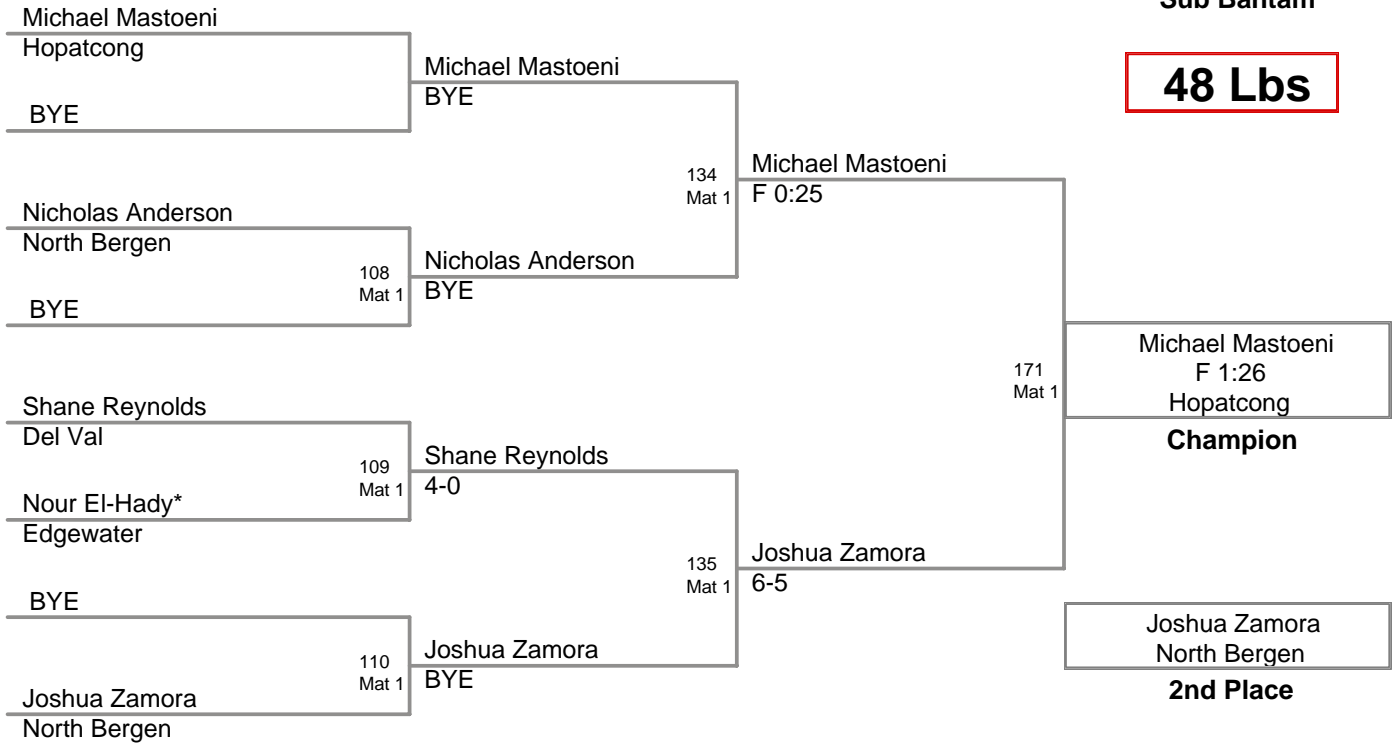 Sub Bantam
48 Lbs
Michael Mastoeni
Hopatcong
BYE
Nicholas Anderson
North Bergen
108
Mat 1
BYE
Shane Reynolds
Del Val
109
Mat 1
Nour El-Hady*
Edgewater
BYE
110
Mat 1
Joshua Zamora
North Bergen
Michael Mastoeni
BYE
134
Mat 1
Nicholas Anderson
BYE
Shane Reynolds
4-0
135
Mat 1
Joshua Zamora
BYE
Michael Mastoeni
F 0:25
171
Mat 1
Joshua Zamora
6-5
Michael Mastoeni
F 1:26
Hopatcong
Champion
Joshua Zamora
North Bergen
2nd Place